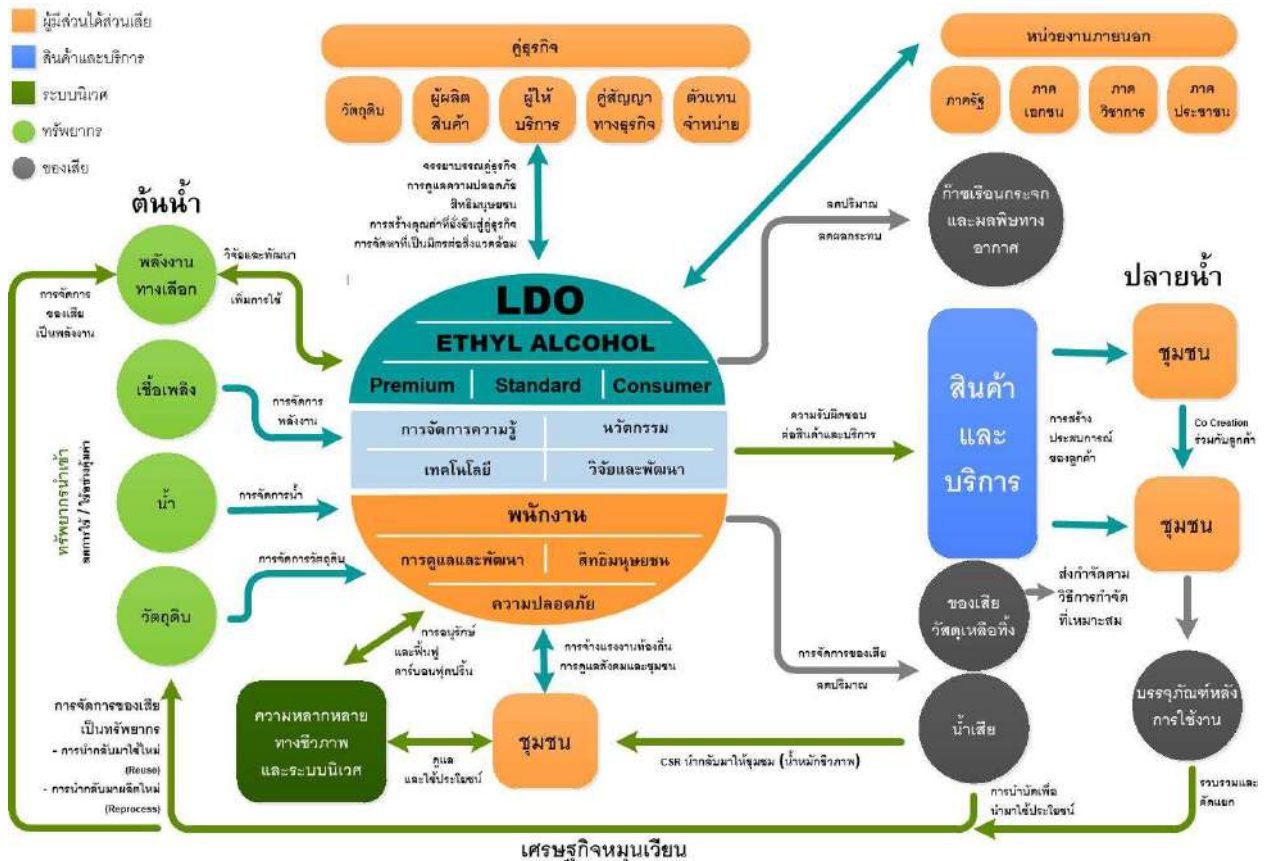 ผู้มีส่วนได้ส่วนเสีย
สินค้าและบริการ
ระบบนิเวศ
ทรัพยากร
ของเสีย
คู่ธุรกิจ
วัตถุดิบ
ผู้ผลิต
สินค้า
ผู้ให้
บริการ
คู่สัญญา
ทางธุรกิจ
ตัวแทน
จำหน่าย
หน่วยงานภายนอก
ภาครัฐ
ภาค
เอกชน
ภาค
วิชาการ
ภาค
ประชาชน
จรรยาบรรณคู่ธุรกิจ
การดูแลความปลอดภัย
สิทธิมนุษยชน
การสร้างคุณค่าที่ยั่งยืนสู่คู่ธุรกิจ
การจัดหาที่เป็นมิตรต่อสิ่งแวดล้อม
ลดปริมาณ
ลดผลกระทบ
ก๊าซเรือนกระจก
และมลพิษทาง
อากาศ
ต้นน้ำ
พลังงาน
ทางเลือก
วิจัยและพัฒนา
เพิ่มการใช้
การจัดการ
ของเสีย
เป็นพลังงาน
เชื้อเพลิง
การจัดการ
พลังงาน
น้ำ
การจัดการน้ำ
วัตถุดิบ
การจัดการวัตถุดิบ
ทรัพยากรนำเข้า
ลดการใช้ / ใช้อย่างคุ้มค่า
LDO
ETHYL ALCOHOL
Premium
Standard
Consumer
การจัดการความรู้
นวัตกรรม
เทคโนโลยี
วิจัยและพัฒนา
พนักงาน
การดูแลและพัฒนา
สิทธิมนุษยชน
ความปลอดภัย
ความรับผิดชอบ
ต่อสินค้าและบริการ
สินค้า
และ
บริการ
การสร้าง
ประสบการณ์
ของลูกค้า
ปลายน้ำ
ชุมชน
Co Creation
ร่วมกับลูกค้า
ชุมชน
ของเสีย
วัสดุเหลือทิ้ง
ส่งกำจัดตาม
วิธีการกำจัด
ที่เหมาะสม
การจัดการของเสีย
ลดปริมาณ
น้ำเสีย
บรรจุภัณฑ์หลัง
การใช้งาน
การอนุรักษ์
และฟื้นฟู
คาร์บอนฟุตปริ้น
การจ้างแรงงานท้องถิ่น
การดูแลสังคมและชุมชน
ความหลากหลาย
ทางชีวภาพ
และระบบนิเวศ
ดูแล
และใช้ประโยชน์
ชุมชน
CSR นำกลับมาให้ชุมชม (น้ำหมักชีวภาพ)
การจัดการของเสีย
เป็นทรัพยากร
- การนำกลับมาใช้ใหม่
(Reuse)
- การนำกลับมาผลิตใหม่
(Reprocess)
การบำบัดเพื่อ
นำมาใช้ประโยชน์
รวบรวมและ
คัดแยก
เศรษฐกิจหมุนเวียน